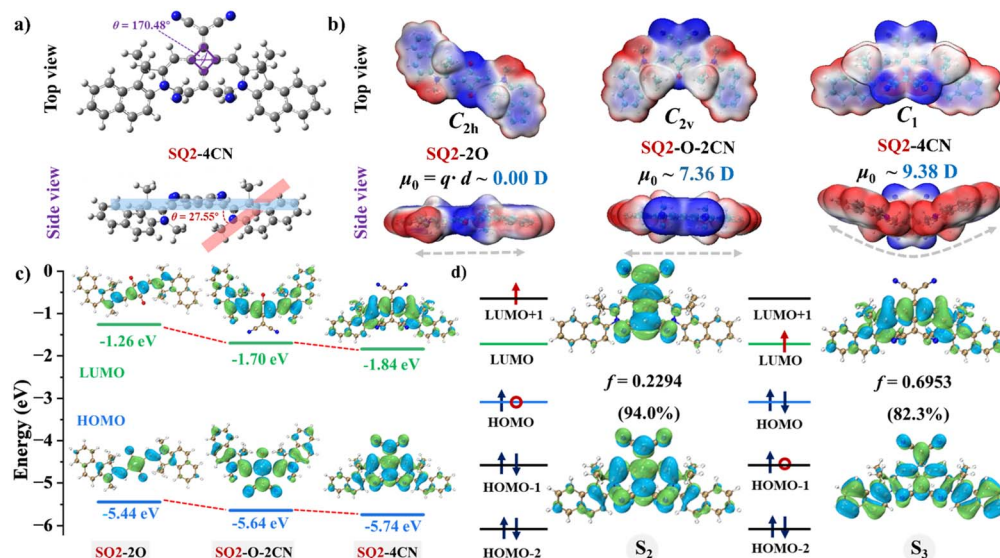 a)
θ = 170.48°
Top view
SQ2-4CN
Side view
θ = 27.55°
b)
Top view
C2h
C2v
C1
SQ2-2O
SQ2-O-2CN
SQ2-4CN
μ0 = q· d ~ 0.00 D
μ0 ~ 7.36 D
μ0 ~ 9.38 D
Side view
c)
Energy (eV)
0
-1
-2
-3
-4
-5
-6
-1.26 eV
-1.70 eV
-1.84 eV
LUMO
HOMO
-5.44 eV
-5.64 eV
-5.74 eV
SQ2-2O
SQ2-O-2CN
SQ2-4CN
d)
LUMO+1
LUMO
HOMO
HOMO-1
HOMO-2
f = 0.2294
(94.0%)
S2
LUMO+1
LUMO
HOMO
HOMO-1
HOMO-2
f = 0.6953
(82.3%)
S3